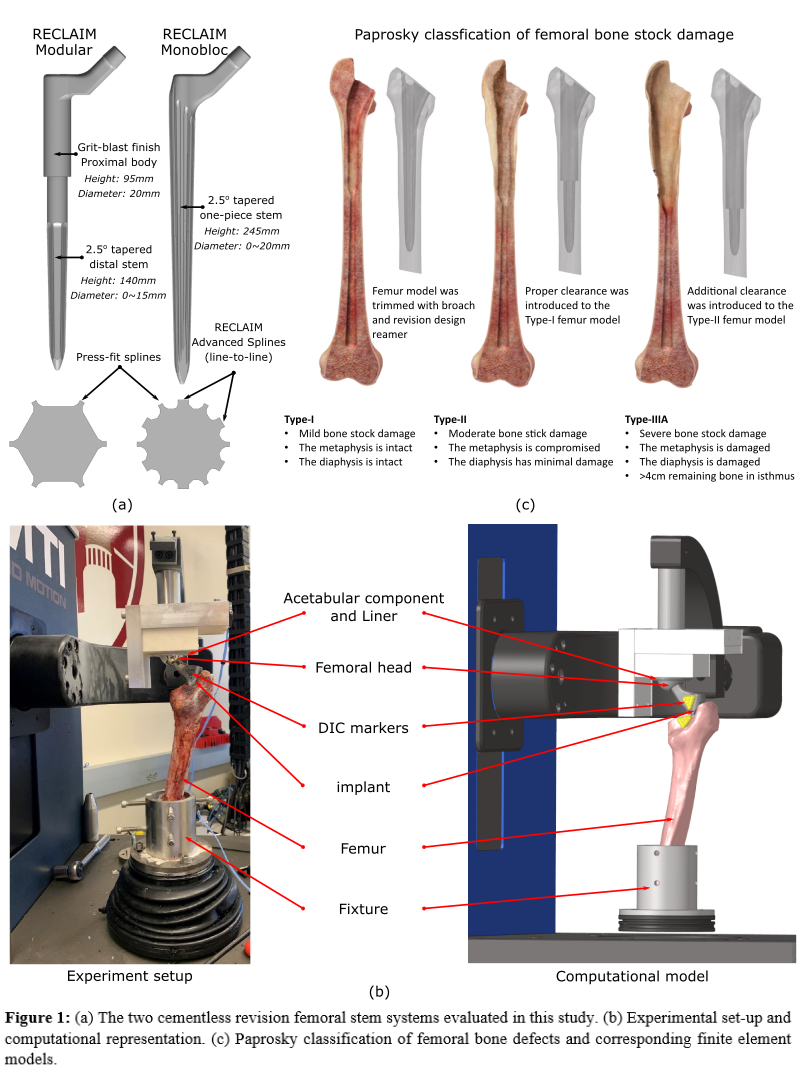 RECLAIM
Modular
RECLAIM
Monobloc
Grit-blast finish
Proximal body
Height: 95mm
Diameter: 20mm
2.5° tapered
one-piece stem
Height: 245mm
Diameter: 0~20mm
2.5° tapered
distal stem
Height: 140mm
Diameter: 0~15mm
Press-fit splines
RECLAIM
Advanced Splines
(line-to-line)
(a)
Paprosky classfication of femoral bone stock damage
Femur model was
trimmed with broach
and revision design
reamer
Proper clearance was
introduced to the
Type-I femur model
Additional clearance
was introduced to the
Type-II femur model
Type-I
• Mild bone stock damage
• The metaphysis is intact
• The diaphysis is intact
Type-II
• Moderate bone stick damage
• The metaphysis is compromised
• The diaphysis has minimal damage
Type-IIIA
• Severe bone stock damage
• The metaphysis is damaged
• The diaphysis is damaged
• >4cm remaining bone in isthmus
(c)
MTI
D MOTION
Acetabular component
and Liner
Femoral head
DIC markers
implant
Femur
Fixture
Experiment setup
Computational model
(b)
Figure 1: (a) The two cementless revision femoral stem systems evaluated in this study. (b) Experimental set-up and
computational representation. (c) Paprosky classification of femoral bone defects and corresponding finite element
models.